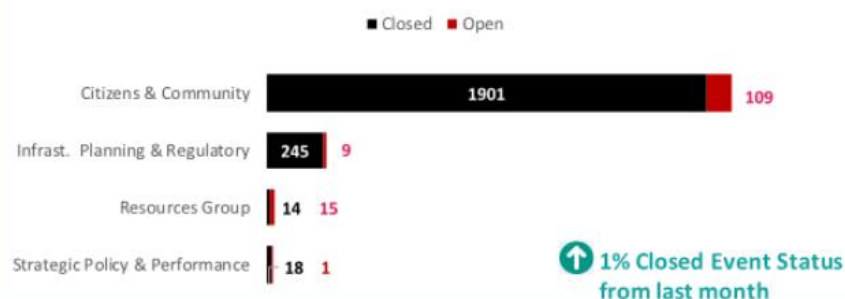 Closed Open
Citizens & Community 1901 109
Infrast. Planning & Regulatory 245 9
Resources Group 14 15
Strategic Policy & Performance 18 1
1% Closed Event Status
from last month